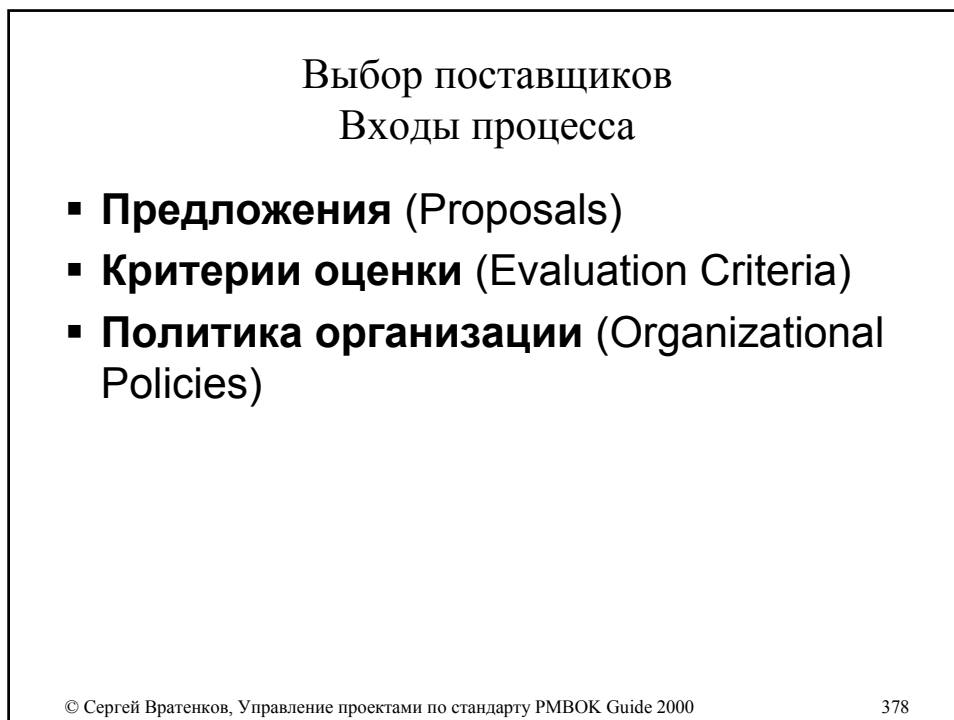 Выбор поставщиков
Входы процесса
▪ Предложения (Proposals)
▪ Критерии оценки (Evaluation Criteria)
▪ Политика организации (Organizational
Policies)
© Сергей Вратенков, Управление проектами по стандарту PMBOK Guide 2000 378